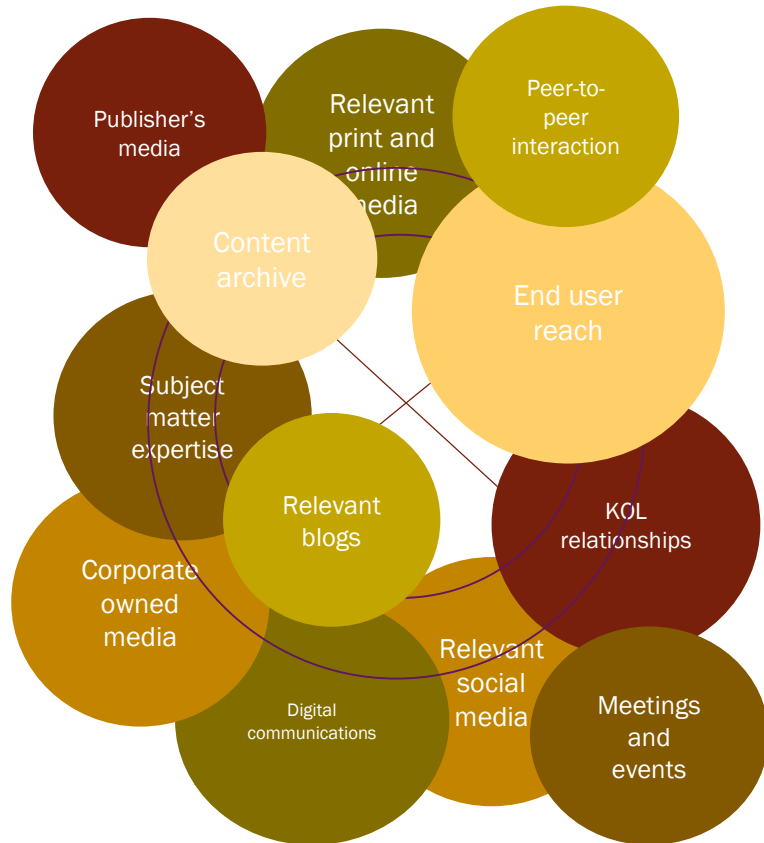 Publisher's
media
Relevant
print and
online
media
Peer-to-
peer
interaction
Content
archive
End user
reach
Subject
matter
expertise
Relevant
blogs
KOL
relationships
Corporate
owned
media
Relevant
social
media
Digital
communications
Meetings
and
events